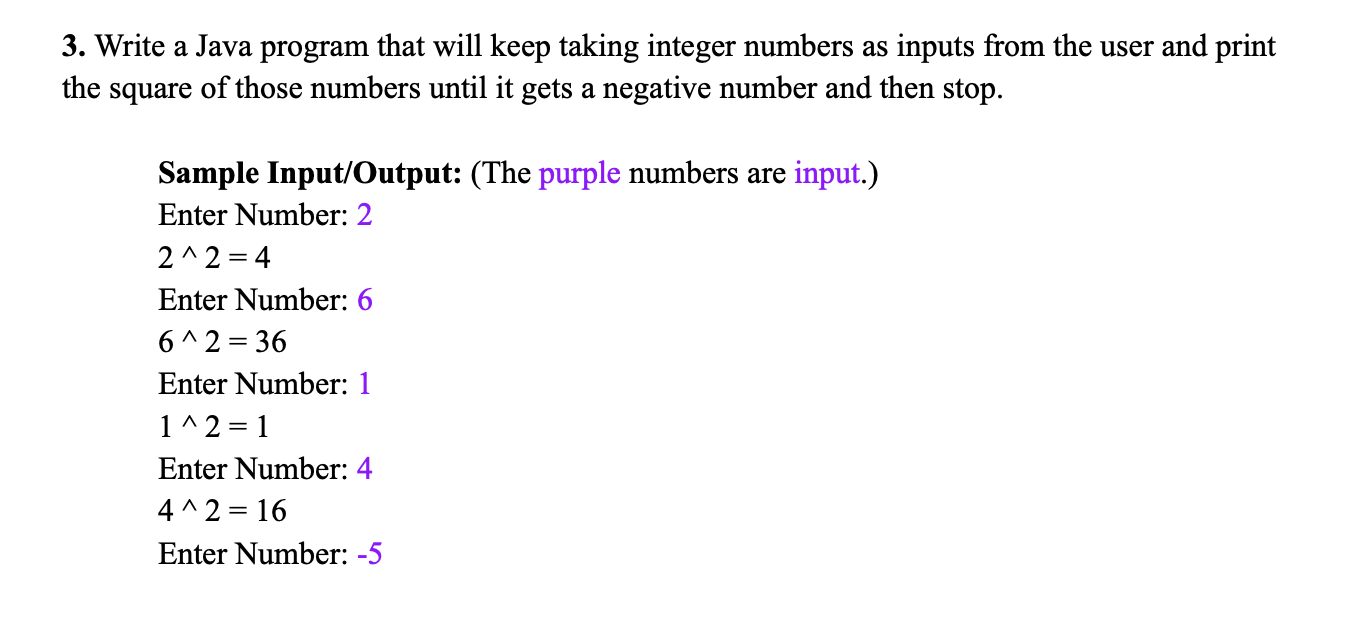 3. Write a Java program that will keep taking integer numbers as inputs from the user and print
the square of those numbers until it gets a negative number and then stop.
Sample Input/Output: (The purple numbers are input.)
Enter Number: 2
2 ^ 2 = 4
Enter Number: 6
6 ^ 2 = 36
Enter Number: 1
1 ^ 2 = 1
Enter Number: 4
4 ^ 2 = 16
Enter Number: -5